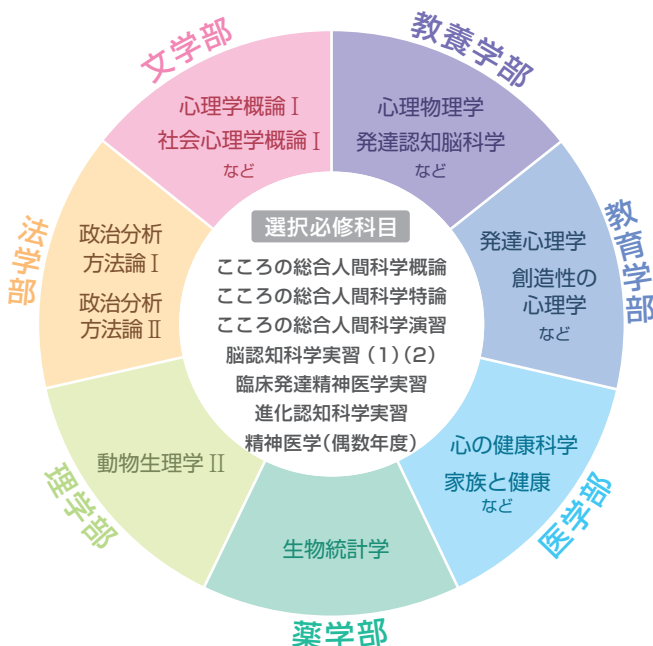 文学部
心理学概論Ⅰ
社会心理学概論Ⅰ
など
教養学部
心理物理学
発達認知脳科学
など
教育学部
発達心理学
創造性の
心理学
など
医学部
心の健康科学
家族と健康
など
薬学部
生物統計学
理学部
動物生理学Ⅱ
法学部
政治分析
方法論Ⅰ
政治分析
方法論Ⅱ
選択必修科目
こころの総合人間科学概論
こころの総合人間科学特論
こころの総合人間科学演習
脳認知科学実習(1)(2)
臨床発達精神医学実習
進化認知科学実習
精神医学(偶数年度)